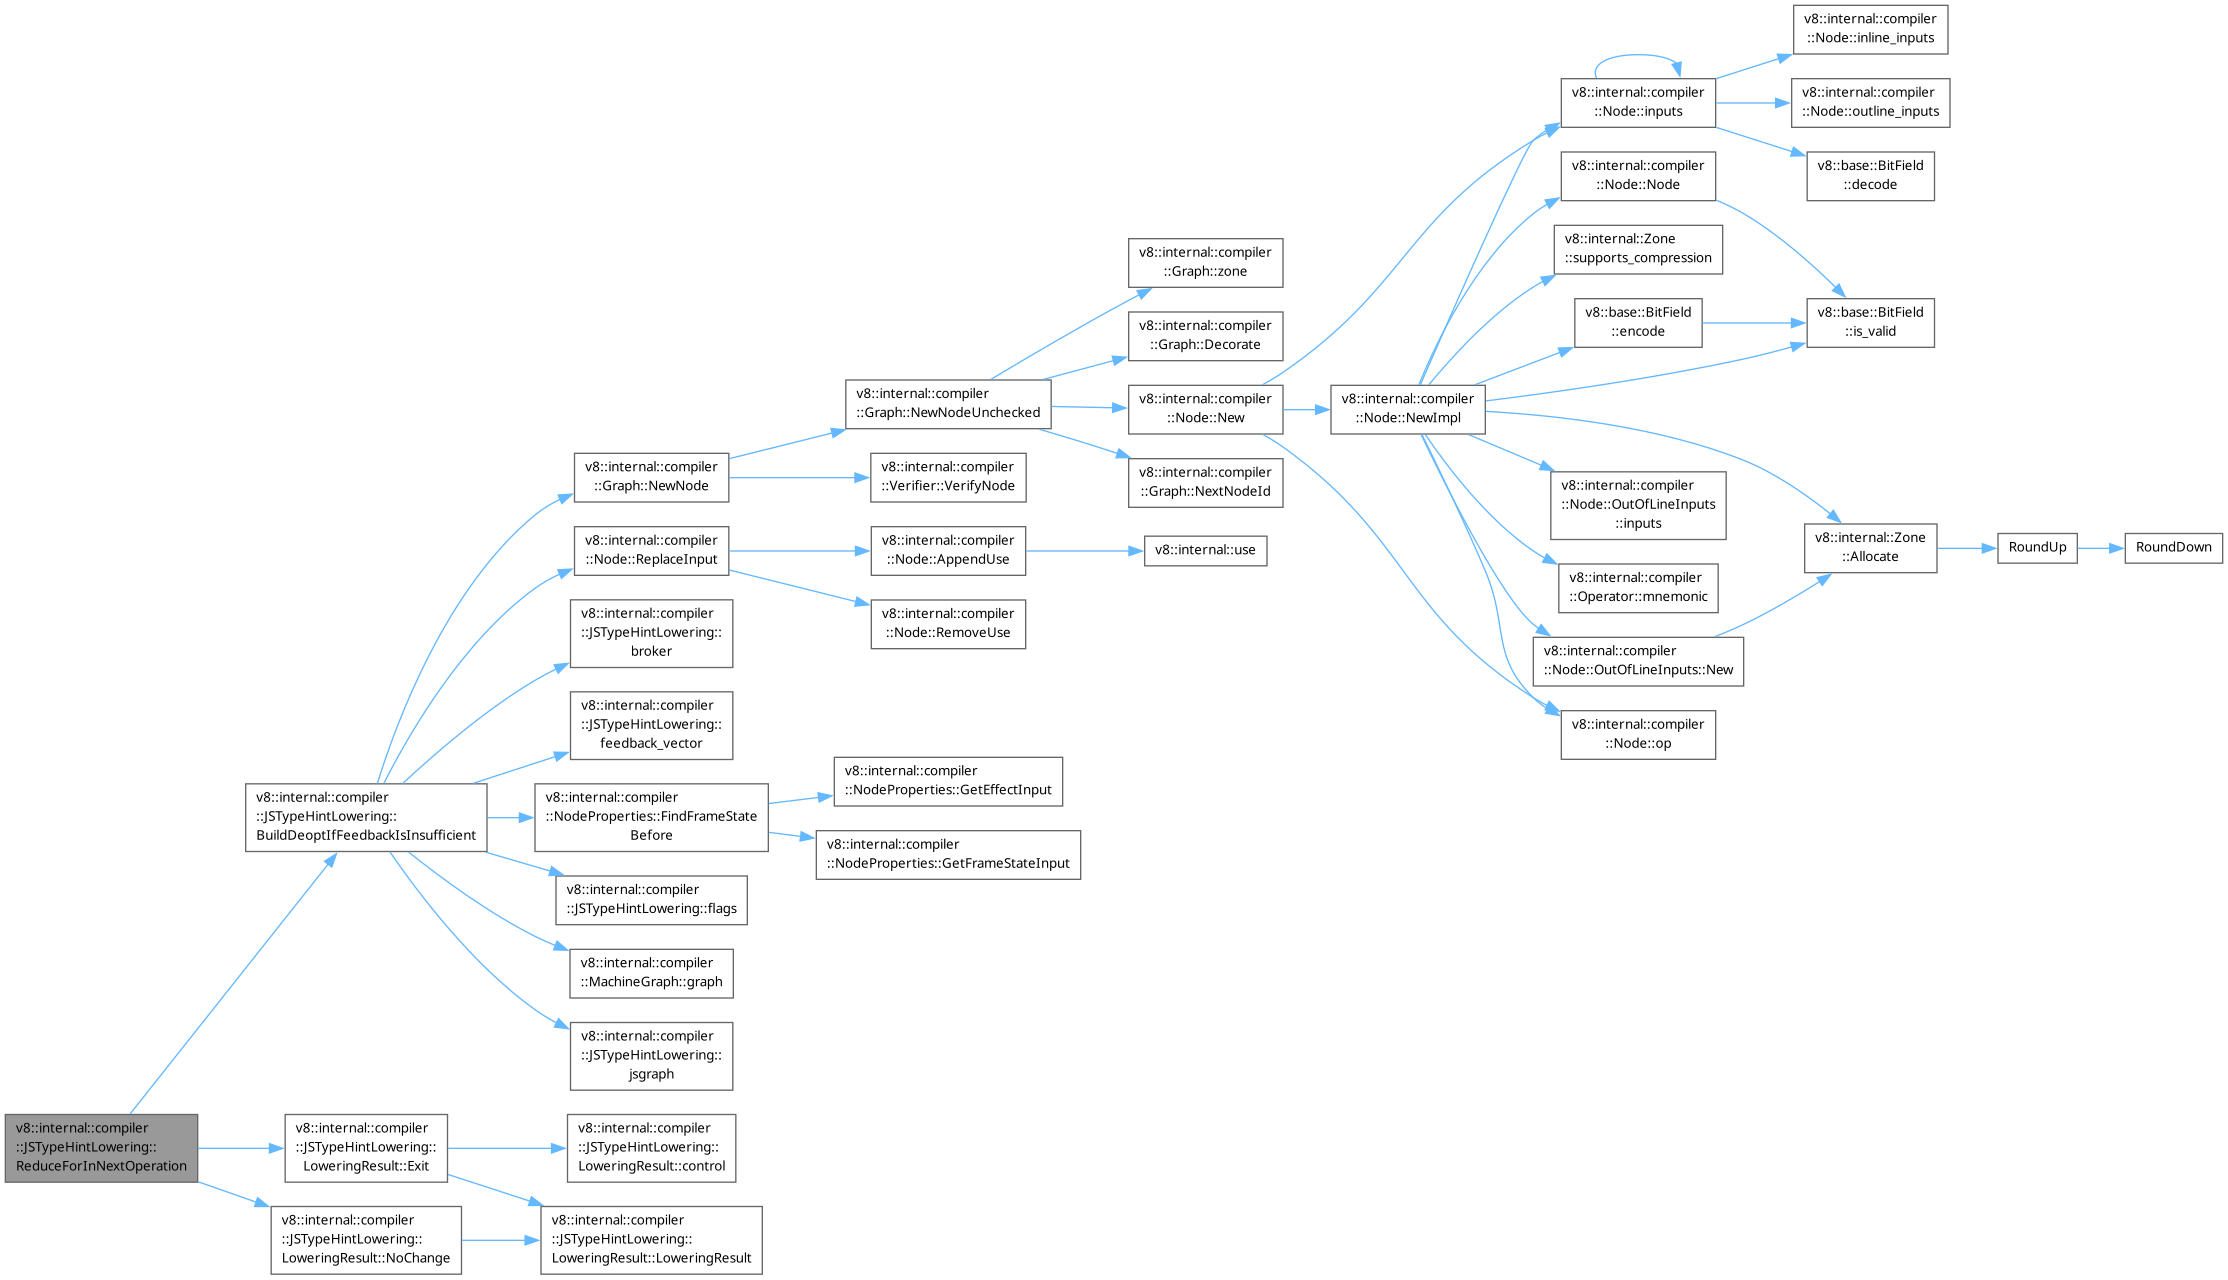 v8::internal::compiler
::JSTypeHintLowering::
ReduceForInNextOperation
v8::internal::compiler
::JSTypeHintLowering::
BuildDeoptIfFeedbackIsInsufficient
v8::internal::compiler
::JSTypeHintLowering::
LoweringResult::Exit
v8::internal::compiler
::JSTypeHintLowering::
LoweringResult::NoChange
v8::internal::compiler
::Graph::NewNode
v8::internal::compiler
::Node::ReplaceInput
v8::internal::compiler
::JSTypeHintLowering::
broker
v8::internal::compiler
::JSTypeHintLowering::
feedback_vector
v8::internal::compiler
::NodeProperties::FindFrameState
Before
v8::internal::compiler
::JSTypeHintLowering::flags
v8::internal::compiler
::MachineGraph::graph
v8::internal::compiler
::JSTypeHintLowering::
jsgraph
v8::internal::compiler
::JSTypeHintLowering::
LoweringResult::control
v8::internal::compiler
::JSTypeHintLowering::
LoweringResult::LoweringResult
v8::internal::compiler
::Graph::NewNodeUnchecked
v8::internal::compiler
::Verifier::VerifyNode
v8::internal::compiler
::Node::AppendUse
v8::internal::compiler
::Node::RemoveUse
v8::internal::compiler
::NodeProperties::GetEffectInput
v8::internal::compiler
::NodeProperties::GetFrameStateInput
v8::internal::compiler
::Graph::zone
v8::internal::compiler
::Graph::Decorate
v8::internal::compiler
::Node::New
v8::internal::compiler
::Graph::NextNodeId
v8::internal::use
v8::internal::compiler
::Node::NewImpl
v8::internal::compiler
::Node::inputs
v8::internal::compiler
::Node::Node
v8::internal::Zone
::supports_compression
v8::base::BitField
::encode
v8::internal::compiler
::Node::OutOfLineInputs
::inputs
v8::internal::compiler
::Operator::mnemonic
v8::internal::compiler
::Node::OutOfLineInputs::New
v8::internal::compiler
::Node::op
v8::internal::compiler
::Node::inline_inputs
v8::internal::compiler
::Node::outline_inputs
v8::base::BitField
::decode
v8::base::BitField
::is_valid
v8::internal::Zone
::Allocate
RoundUp
RoundDown